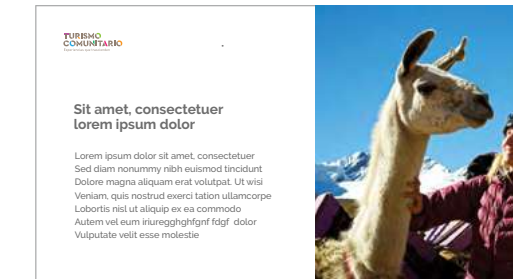 TURISMO
COMUNITARIO
Sit amet, consectetuer
lorem ipsum dolor
Lorem ipsum dolor sit amet, consectetuer
Sed diam nonummy nibh euismod tincidunt
Dolore magna aliquam erat volutpat. Ut wisi
Veniam, quis nostrud exerci tation ullamcorpe
Lobortis nisl ut aliquip ex ea commodo
Autem vel eum iriuregghghfgnf fdgf dolor
Vulputate velit esse molestie